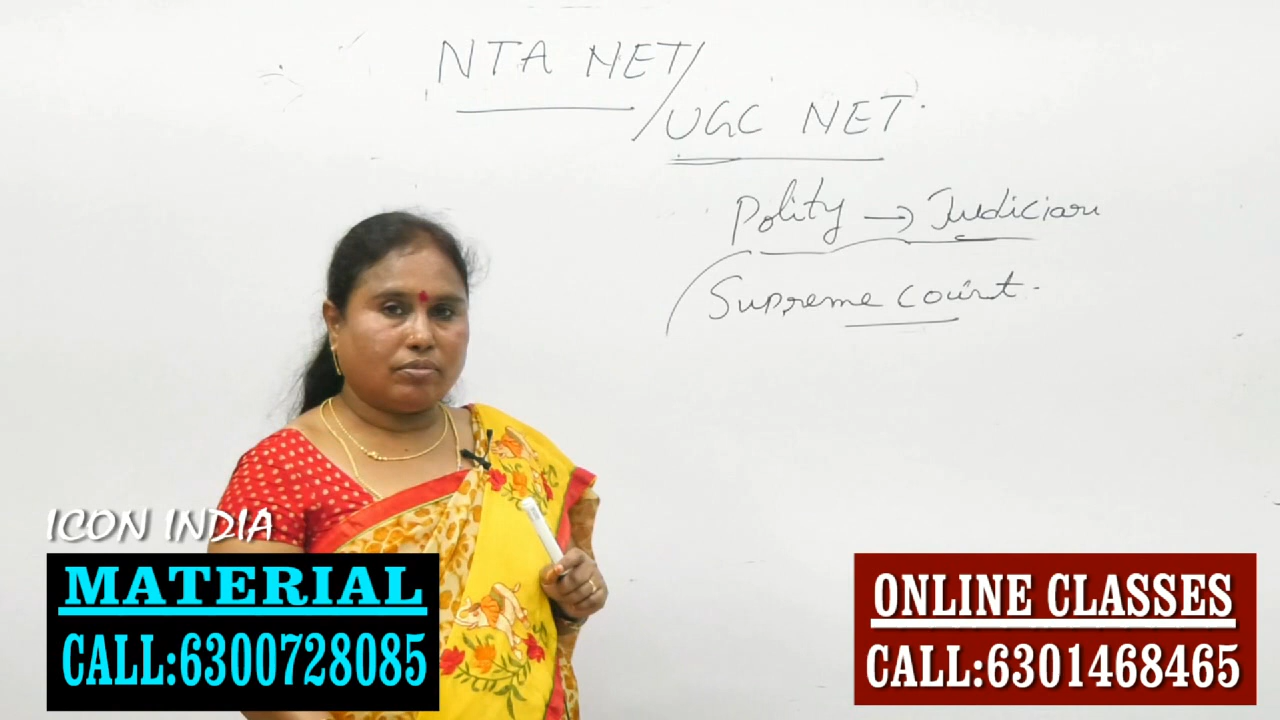 NTA NET/
UGC NET.
Polity → Judiciary
Supreme court.
ICON INDIA
MATERIAL
CALL:6300728085
ONLINE CLASSES
CALL:6301468465